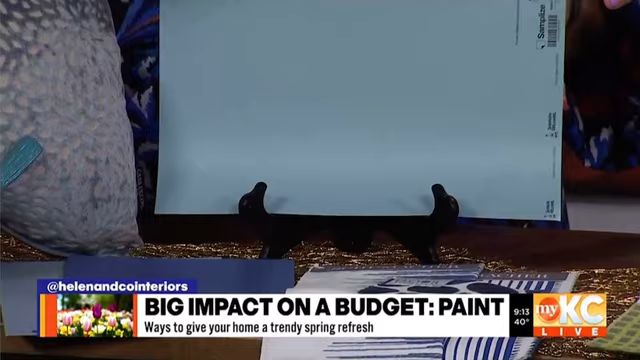 Samplize
@helenandcointeriors
BIG IMPACT ON A BUDGET: PAINT
Ways to give your home a trendy spring refresh
9:13
40°
my KC
LIVE